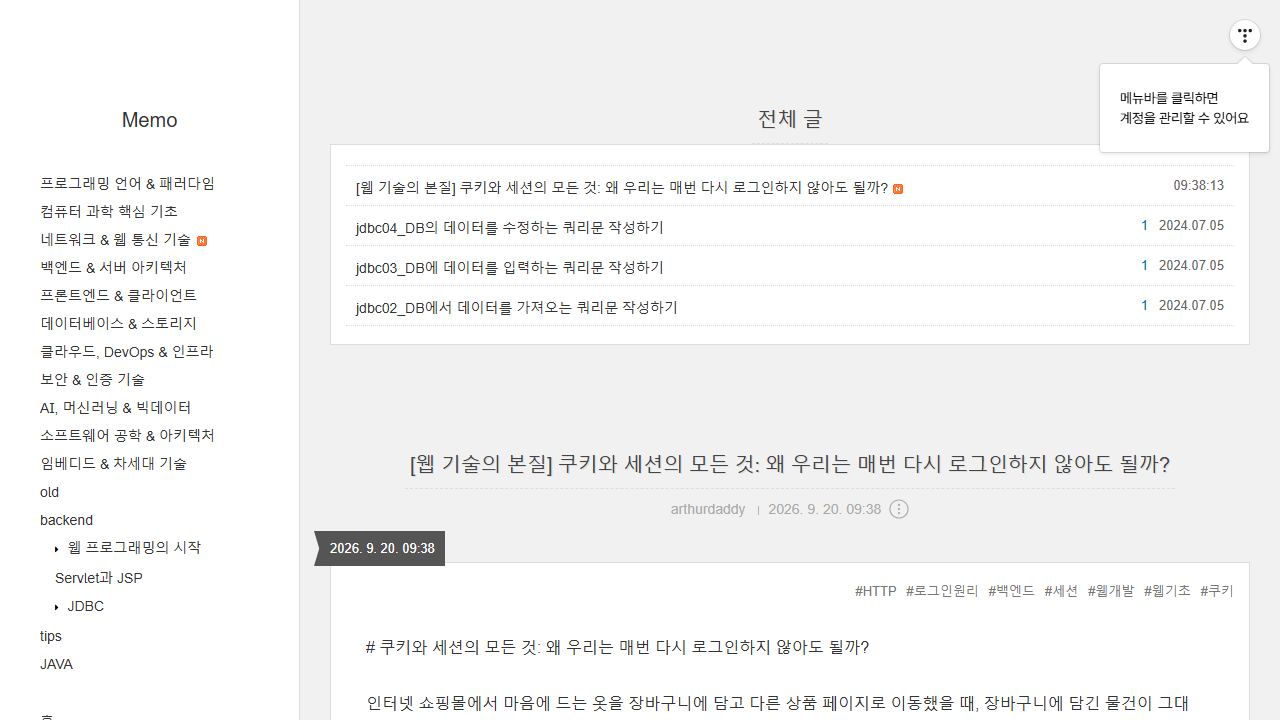 Memo
프로그래밍 언어 & 패러다임
컴퓨터 과학 핵심 기초
네트워크 & 웹 통신 기술 N
백엔드 & 서버 아키텍처
프론트엔드 & 클라이언트
데이터베이스 & 스토리지
클라우드, DevOps & 인프라
보안 & 인증 기술
AI, 머신러닝 & 빅데이터
소프트웨어 공학 & 아키텍처
임베디드 & 차세대 기술
old
backend
웹 프로그래밍의 시작
Servlet과 JSP
JDBC
tips
JAVA
메뉴바를 클릭하면
계정을 관리할 수 있어요
전체 글
[웹 기술의 본질] 쿠키와 세션의 모든 것: 왜 우리는 매번 다시 로그인하지 않아도 될까? N 09:38:13
jdbc04_DB의 데이터를 수정하는 쿼리문 작성하기 1 2024.07.05
jdbc03_DB에 데이터를 입력하는 쿼리문 작성하기 1 2024.07.05
jdbc02_DB에서 데이터를 가져오는 쿼리문 작성하기 1 2024.07.05
[웹 기술의 본질] 쿠키와 세션의 모든 것: 왜 우리는 매번 다시 로그인하지 않아도 될까?
arthurdaddy | 2026. 9. 20. 09:38
2026. 9. 20. 09:38
#HTTP #로그인원리 #백엔드 #세션 #웹개발 #웹기초 #쿠키
# 쿠키와 세션의 모든 것: 왜 우리는 매번 다시 로그인하지 않아도 될까?
인터넷 쇼핑몰에서 마음에 드는 옷을 장바구니에 담고 다른 상품 페이지로 이동했을 때, 장바구니에 담긴 물건이 그대